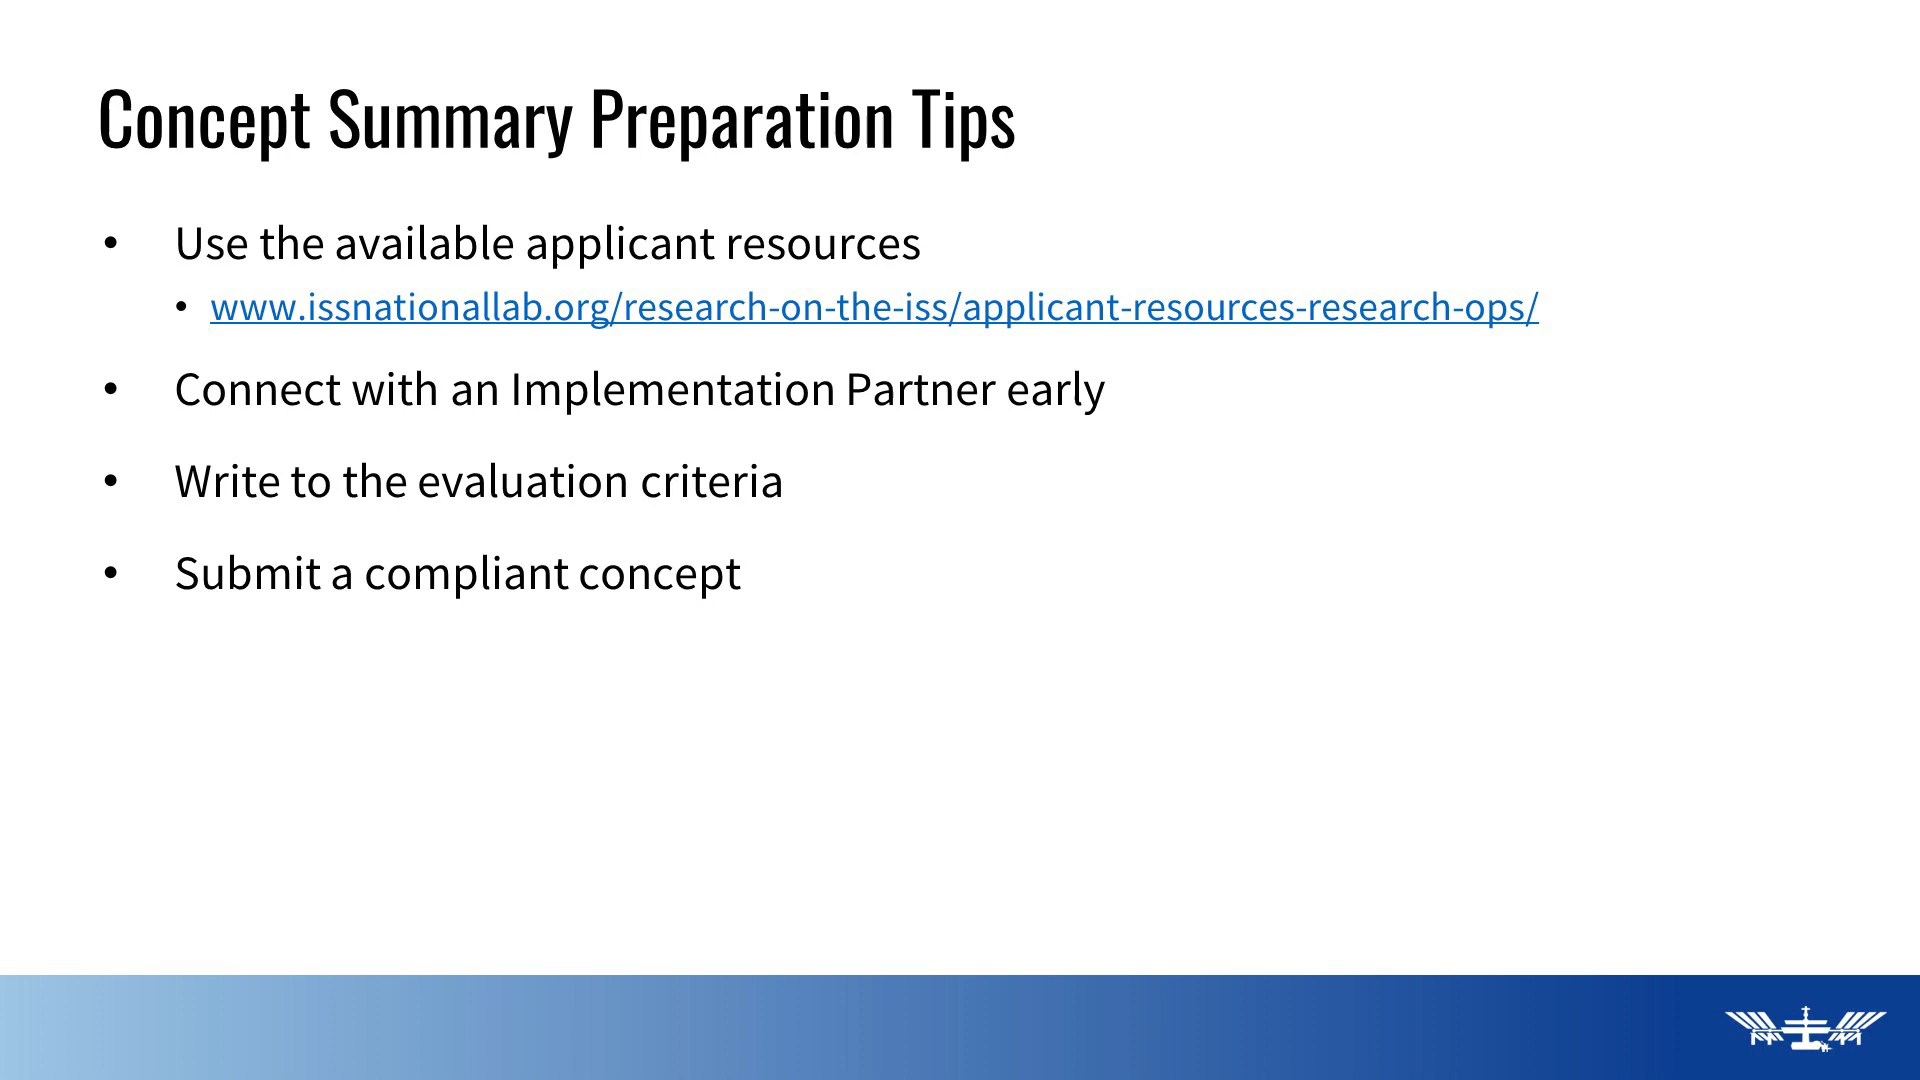 Concept Summary Preparation Tips
• Use the available applicant resources
• www.issnationallab.org/research-on-the-iss/applicant-resources-research-ops/
• Connect with an Implementation Partner early
• Write to the evaluation criteria
• Submit a compliant concept